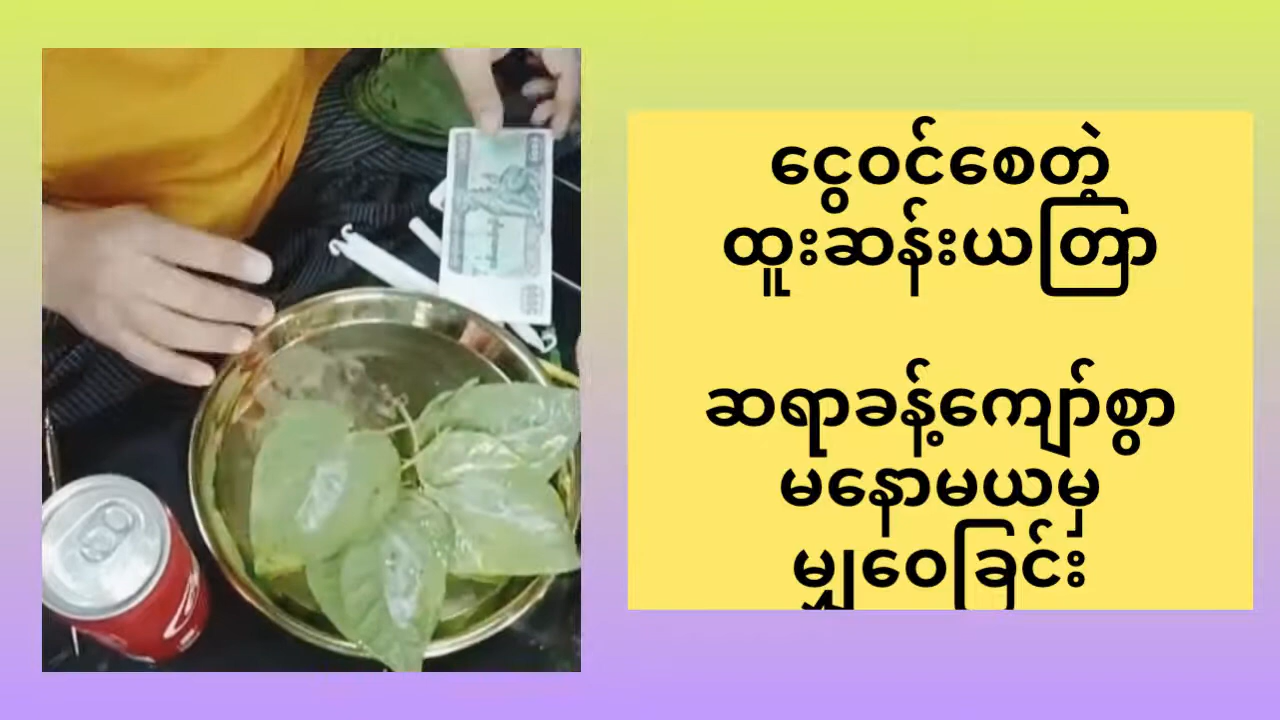 ငွေဝင်စေတဲ့
ထူးဆန်းယတြာ
ဆရာခန့်ကျော်စွာ
မနောမယမှ
မျှဝေခြင်း